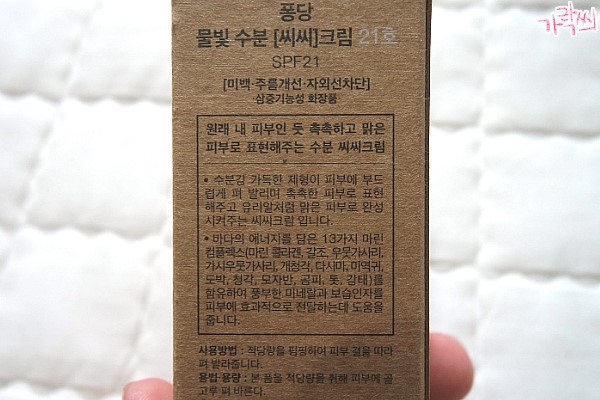 가락찌
퐁당
물빛 수분 [씨씨]크림 21호
SPF21
[미백·주름개선·자외선차단]
삼중기능성 화장품
원래 내 피부인 듯 촉촉하고 맑은
피부로 표현해주는 수분 씨씨크림
• 수분감 가득한 제형이 피부에 부드
럽게 펴 발리며 촉촉한 피부로 표현
해주고 유리알처럼 맑은 피부로 완성
시켜주는 씨씨크림 입니다.
• 바다의 에너지를 담은 13가지 마린
컴플렉스(마린 콜라겐, 갈조, 우뭇가사리,
가시우뭇가사리, 개청각, 다시마, 미역귀,
도박, 청각, 모자반, 곰피, 톳, 감태)를
함유하여 풍부한 미네랄과 보습인자를
피부에 효과적으로 전달하는데 도움을
줍니다.
사용방법 : 적당량을 펌핑하여 피부 결을 따라
펴 발라줍니다.
용법·용량 : 본 품을 적당량을 취해 피부에 골
고루 펴 바른다.